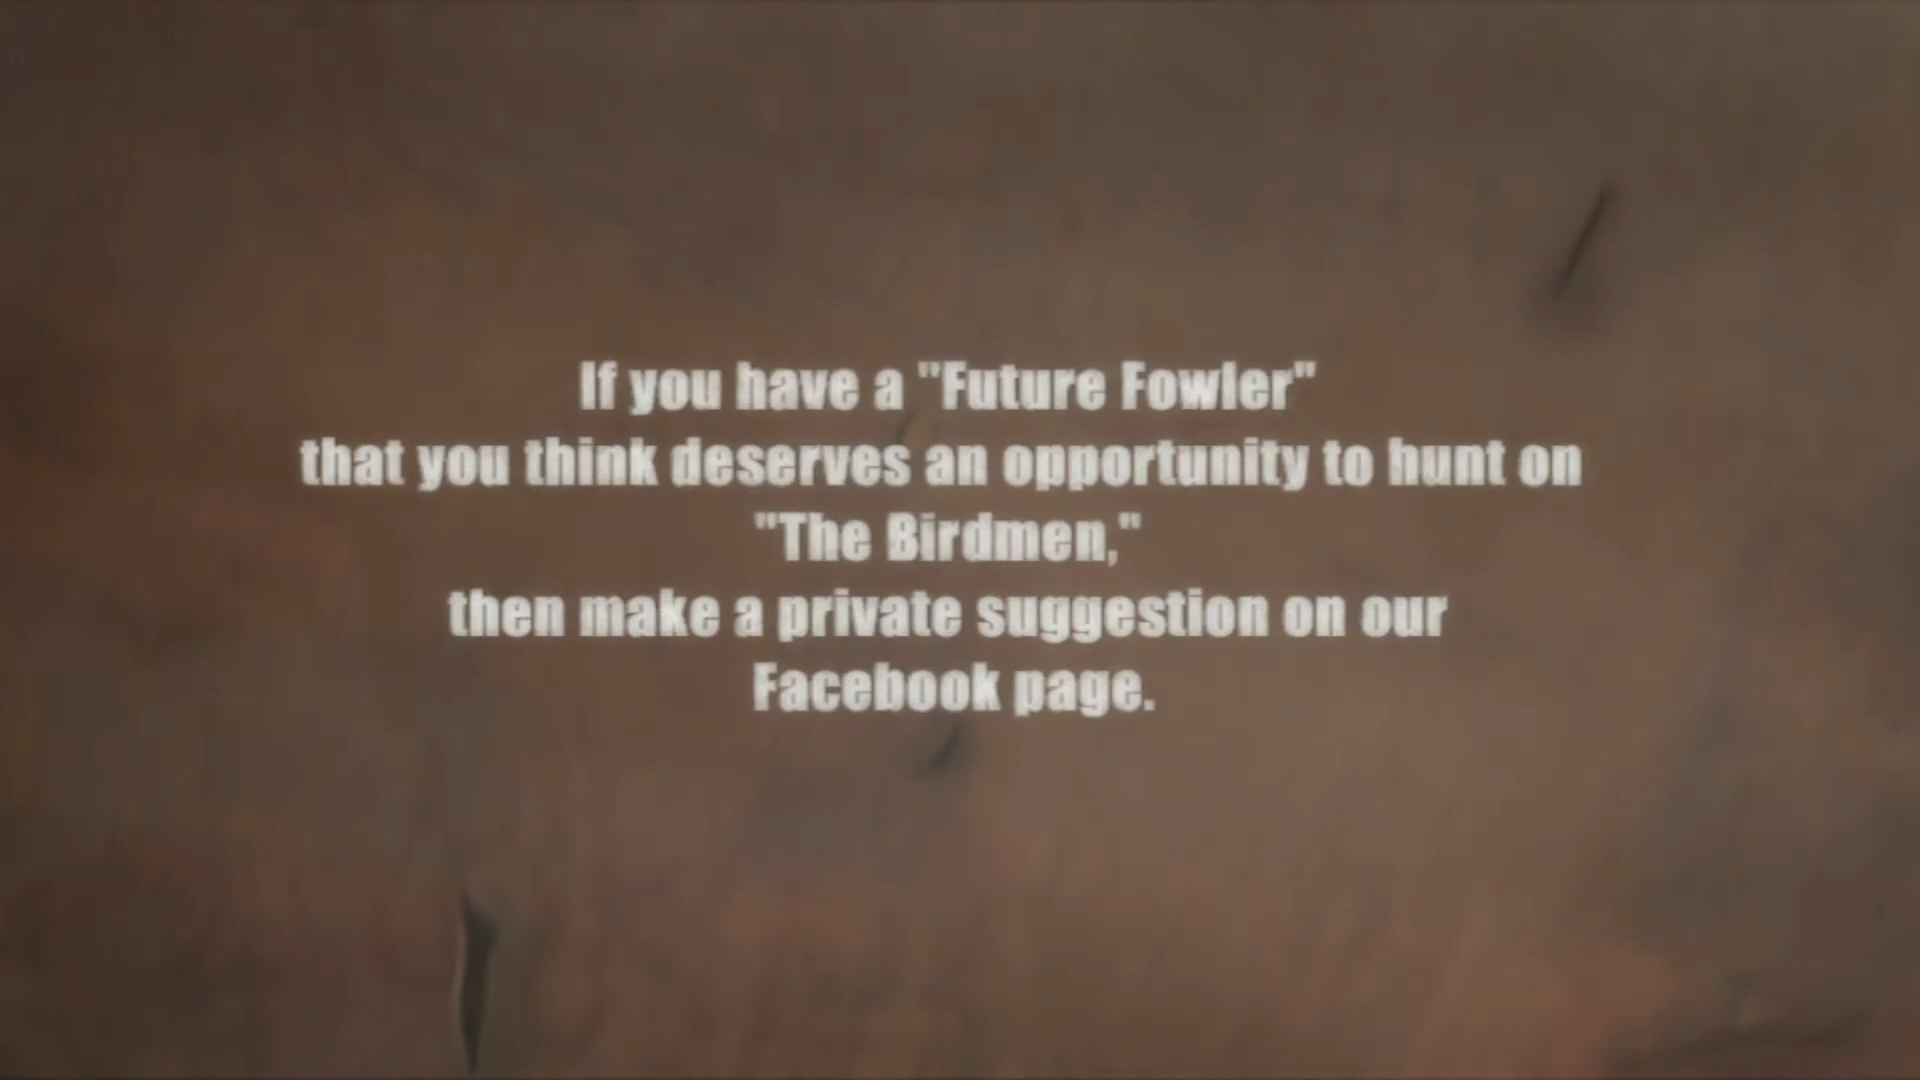 If you have a "Future Fowler"
that you think deserves an opportunity to hunt on
"The Birdmen,"
then make a private suggestion on our
Facebook page.